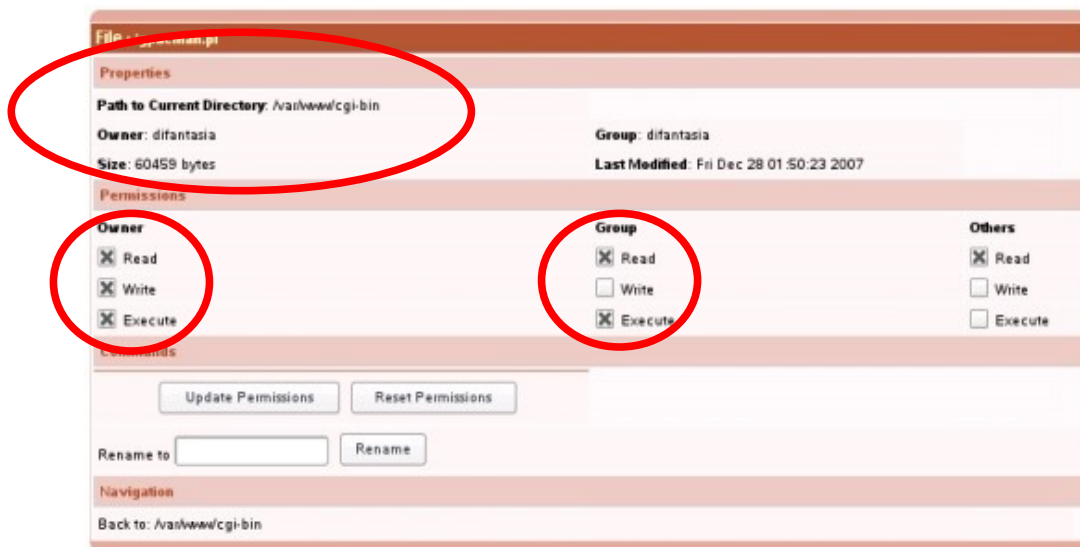 File -
Properties
Path to Current Directory: /var/www/cgi-bin
Owner: difantasia Group: difantasia
Size: 60459 bytes Last Modified: Fri Dec 28 01:50:23 2007
Permissions
Owner Group Others
Read Read Read
Write Write Write
Execute Execute Execute
Commands
Update Permissions Reset Permissions
Rename to Rename
Navigation
Back to: /var/www/cgi-bin